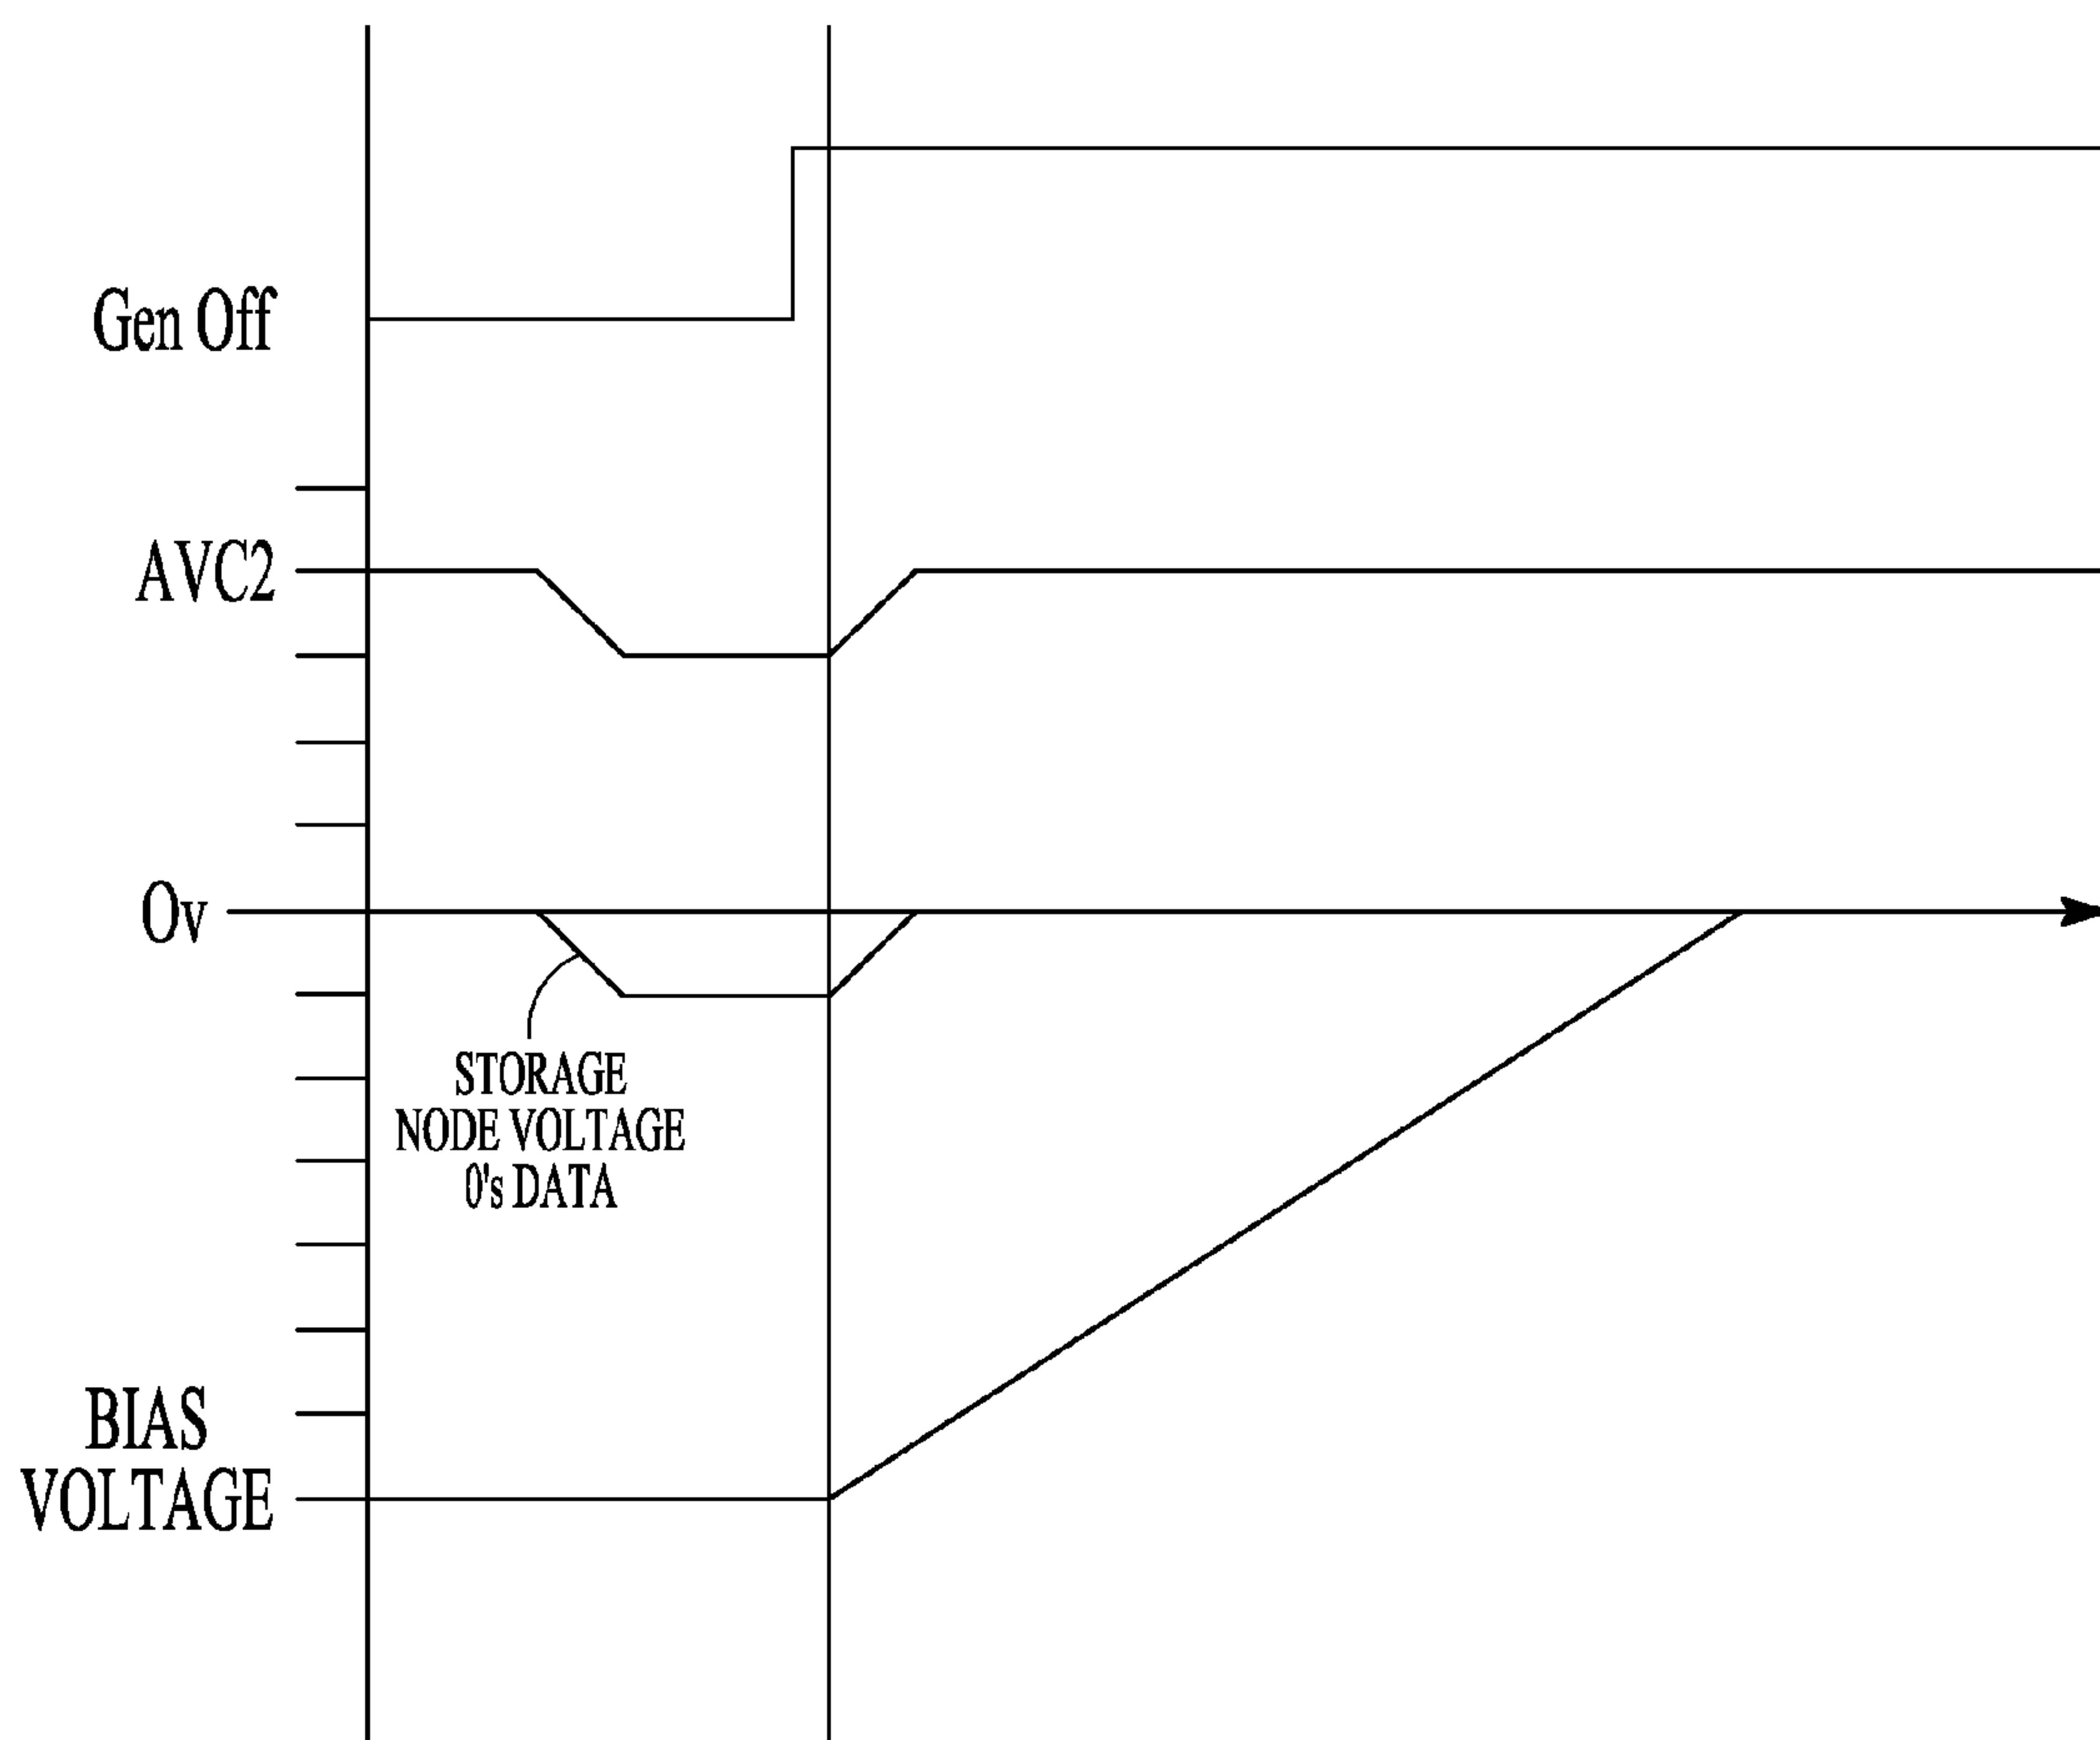 Gen Off
AVC2
0v
STORAGE
NODE VOLTAGE
0's DATA
BIAS
VOLTAGE